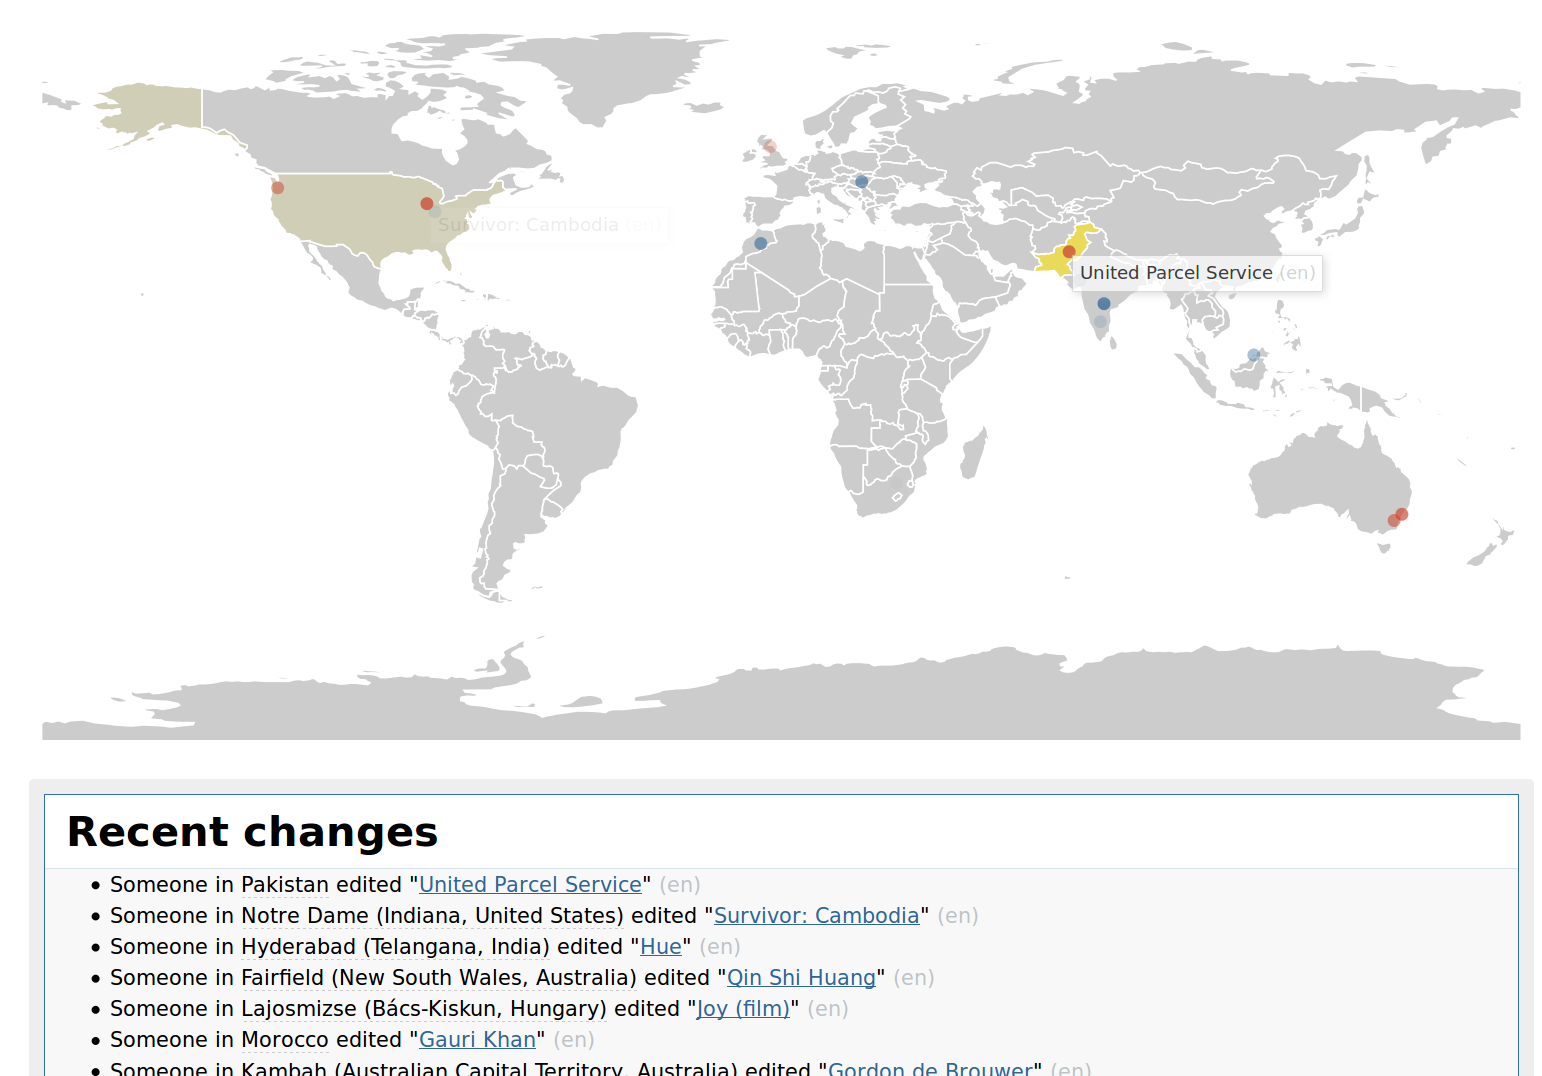 Survivor: Cambodia (en)
United Parcel Service (en)
Recent changes
Someone in Pakistan edited "United Parcel Service" (en)
Someone in Notre Dame (Indiana, United States) edited "Survivor: Cambodia" (en)
Someone in Hyderabad (Telangana, India) edited "Hue" (en)
Someone in Fairfield (New South Wales, Australia) edited "Qin Shi Huang" (en)
Someone in Lajosmizse (Bács-Kiskun, Hungary) edited "Joy (film)" (en)
Someone in Morocco edited "Gauri Khan" (en)
Someone in Kambah (Australian Capital Territory, Australia) edited "Gordon de Brouwer" (en)